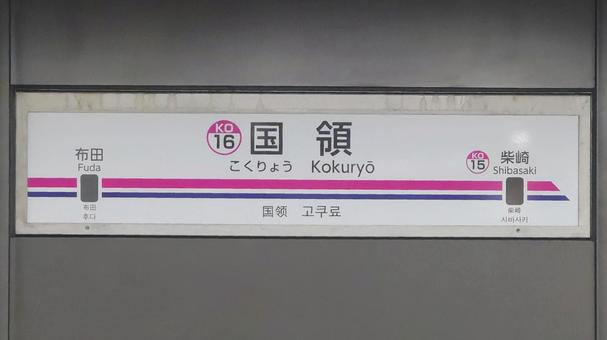 KO
16
国領
こくりょう Kokuryō
国领 고쿠료
布田
Fuda
布田
후다
KO
15
柴崎
Shibasaki
柴崎
시바사키